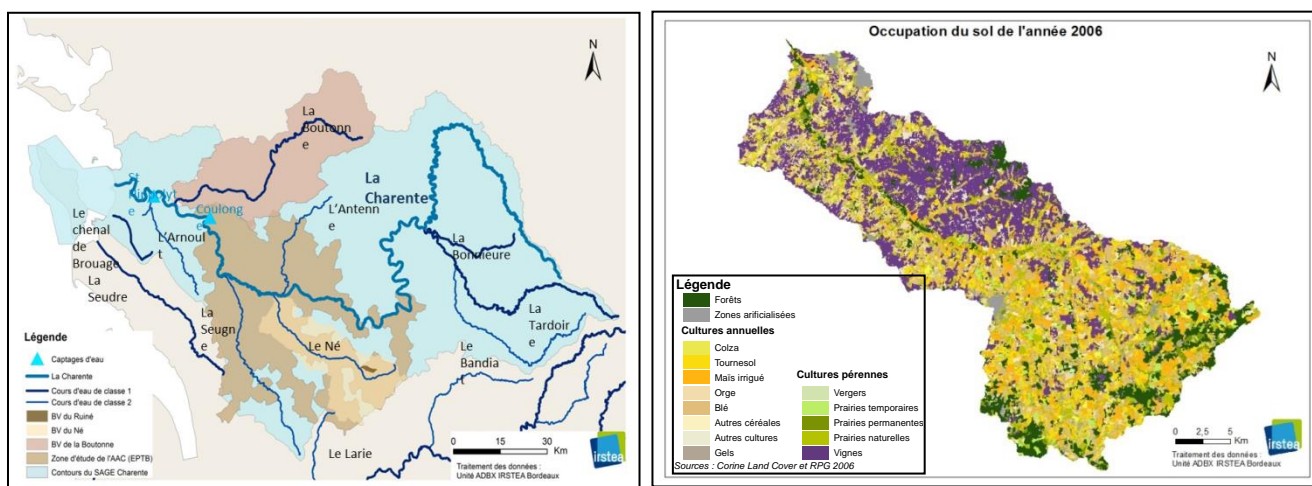 N
La
Boutonn
e
La
Charente
St
Coulong
e
L'Antenn
e
Le
chenal
de
Brouage
L'Arnoul
t
La
Seudre
La
Bonnieure
La
Seugn
e
La
Tardoir
e
Le Né
Le
Bandia
t
Le Larie
Légende
Captages d'eau
La Charente
Cours d'eau de classe 1
Cours d'eau de classe 2
BV du Ruiné
BV du Né
BV de la Boutonne
Zone d'étude de l'AAC (EPTB)
Contours du SAGE Charente
0 15 30
Km
Traitement des données :
Unité ADBX IRSTEA Bordeaux
irstea
Occupation du sol de l'année 2006
N
Légende
Forêts
Zones arificialisées
Cultures annuelles
Colza
Tournesol
Maïs irrigué
Orge
Blé
Autres céréales
Autres cultures
Gels
Cultures pérennes
Vergers
Prairies temporaires
Prairies permanentes
Prairies naturelles
Vignes
Sources : Corine Land Cover et RPG 2006
0 2,5 5
Km
Traitement des données :
Unité ADBX IRSTEA Bordeaux
irstea